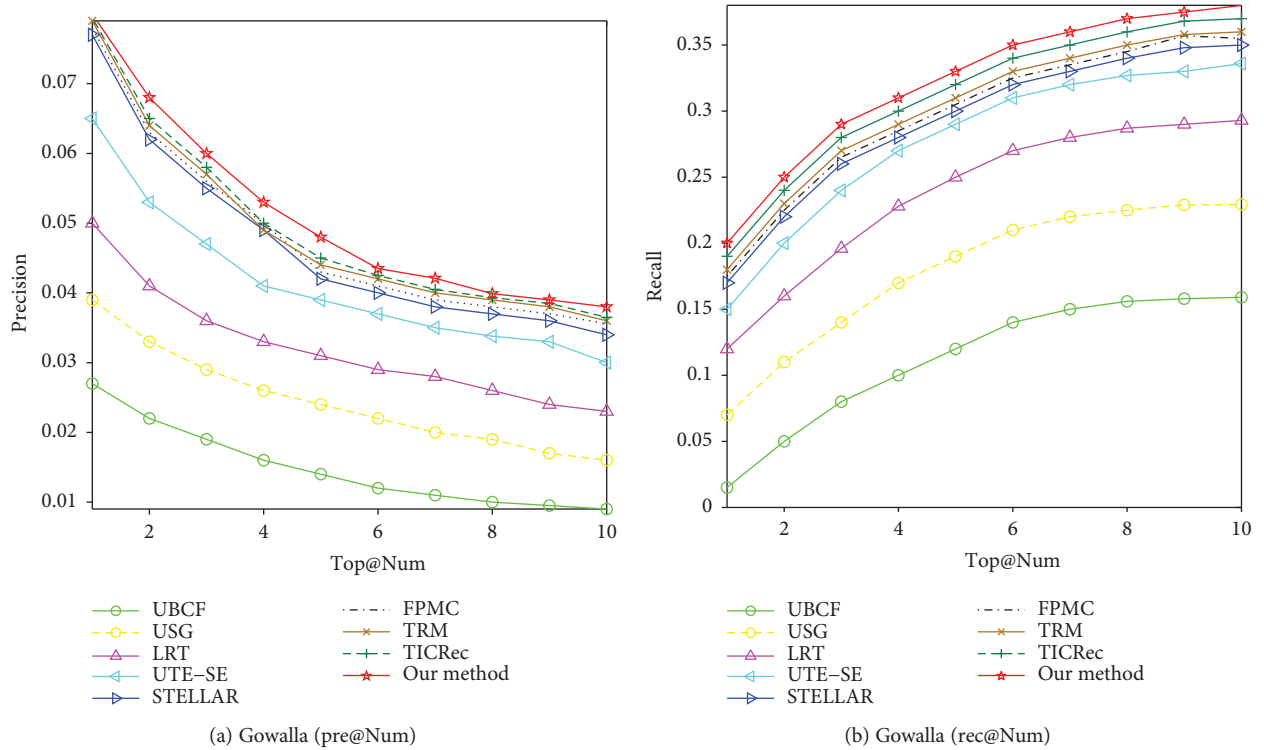 Precision
0.07
0.06
0.05
0.04
0.03
0.02
0.01
2
4
6
8
10
Top@Num
UBCF
USG
LRT
UTE−SE
STELLAR
FPMC
TRM
TICRec
Our method
(a) Gowalla (pre@Num)
Recall
0.35
0.3
0.25
0.2
0.15
0.1
0.05
0
2
4
6
8
10
Top@Num
UBCF
USG
LRT
UTE−SE
STELLAR
FPMC
TRM
TICRec
Our method
(b) Gowalla (rec@Num)